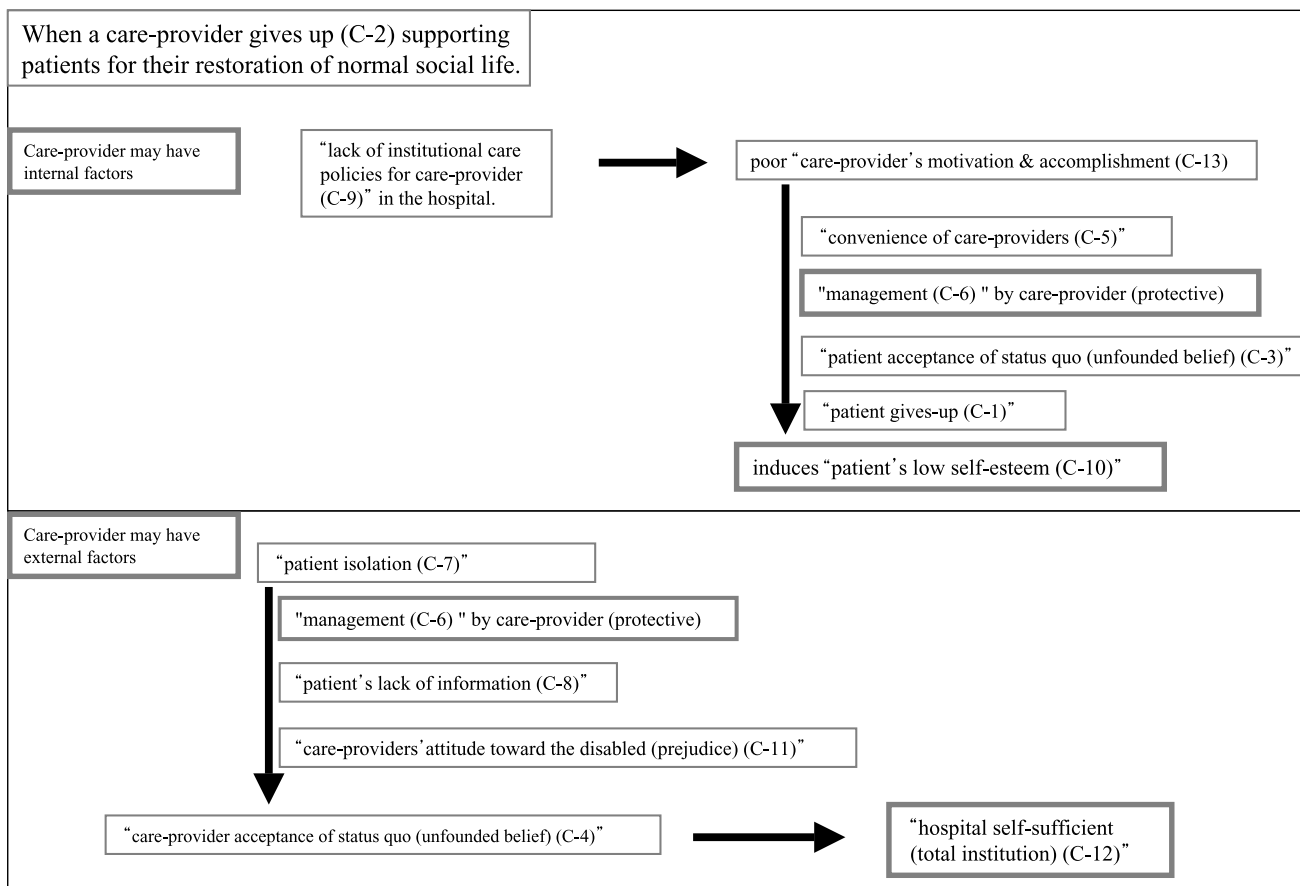 When a care-provider gives up (C-2) supporting
patients for their restoration of normal social life.
Care-provider may have
internal factors
“lack of institutional care
policies for care-provider
(C-9)” in the hospital.
poor “care-provider’s motivation & accomplishment (C-13)
“convenience of care-providers (C-5)”
"management (C-6) " by care-provider (protective)
“patient acceptance of status quo (unfounded belief) (C-3)”
“patient gives-up (C-1)”
induces “patient’s low self-esteem (C-10)”
Care-provider may have
external factors
“patient isolation (C-7)”
"management (C-6) " by care-provider (protective)
“patient’s lack of information (C-8)”
“care-providers’attitude toward the disabled (prejudice) (C-11)”
“care-provider acceptance of status quo (unfounded belief) (C-4)”
“hospital self-sufficient
(total institution) (C-12)”